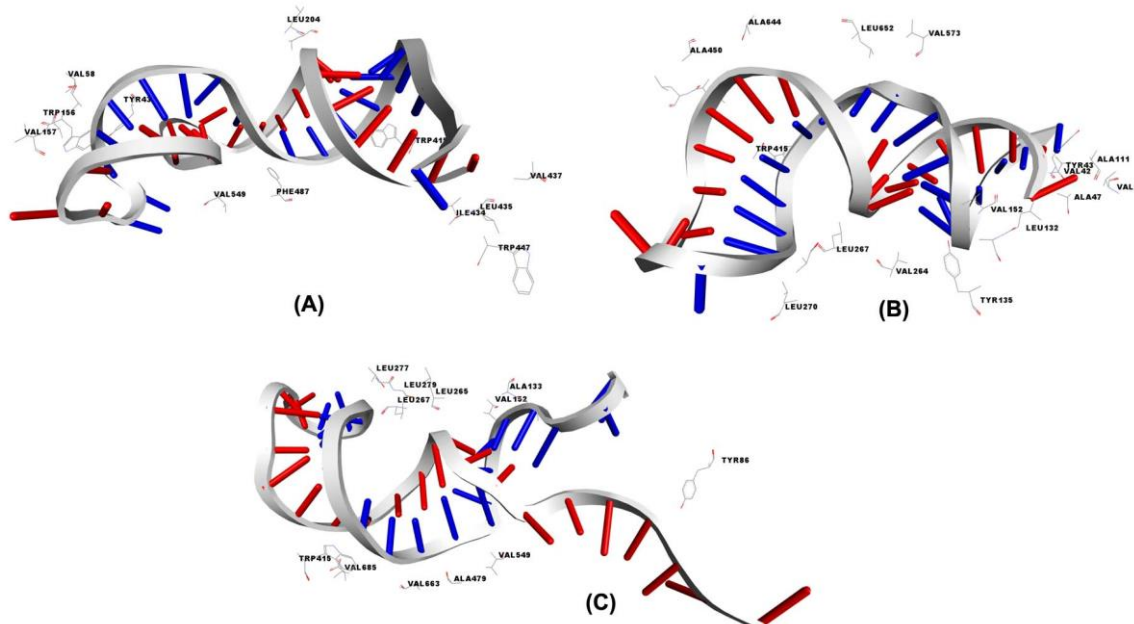 LEU204
VAL58
TYR43
TRP156
VAL157
TRP41
VAL549
PHE487
VAL437
LEU435
ILE434
TRP447
(A)
ALA644
ALA450
LEU652
VAL573
TRP415
TYR43
ALA111
VAL42
VAL
ALA47
VAL152
LEU132
LEU267
VAL264
LEU270
TYR135
(B)
LEU277
LEU279
LEU265
LEU267
ALA133
VAL152
TYR86
TRP415
VAL685
VAL549
ALA479
VAL663
(C)